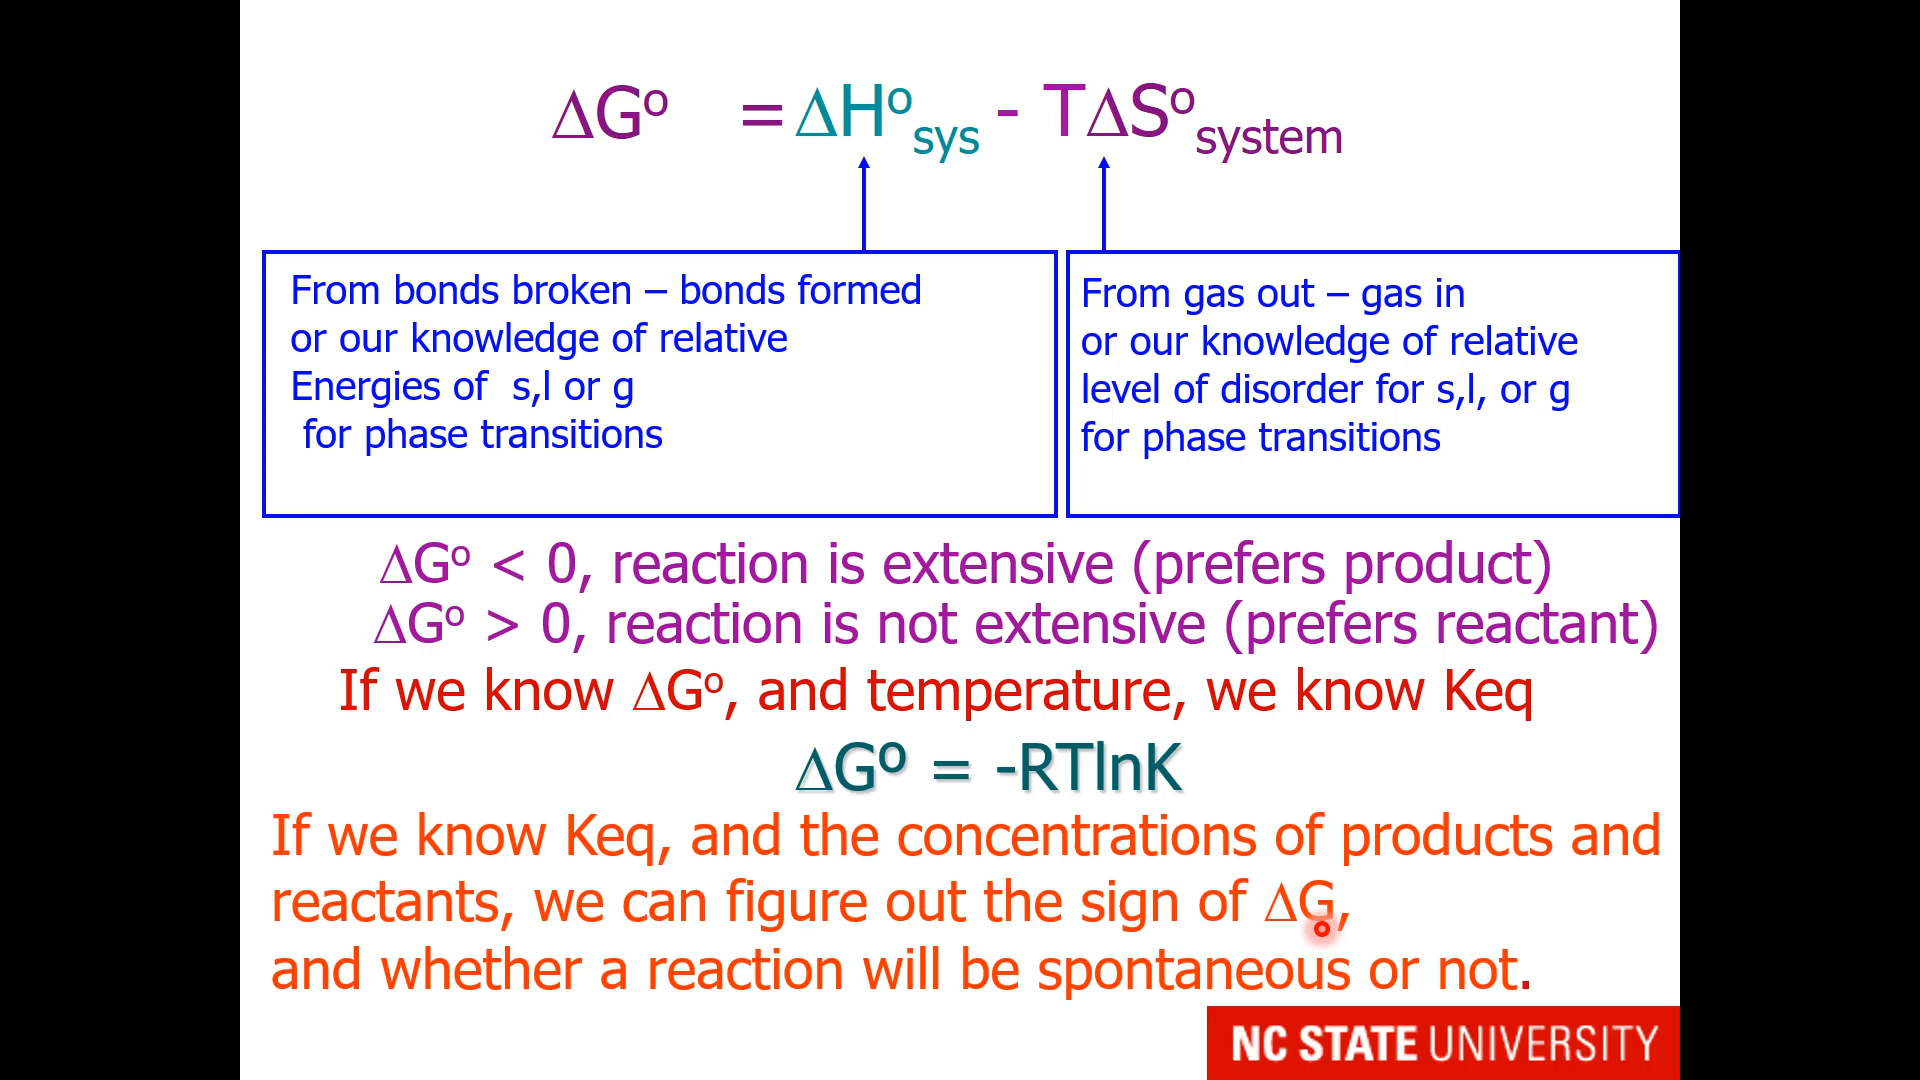 ΔGº = ΔHºsys - TΔSºsystem
From bonds broken – bonds formed
or our knowledge of relative
Energies of s,l or g
for phase transitions
From gas out – gas in
or our knowledge of relative
level of disorder for s,l, or g
for phase transitions
ΔGº < 0, reaction is extensive (prefers product)
ΔGº > 0, reaction is not extensive (prefers reactant)
If we know ΔGº, and temperature, we know Keq
ΔGº = -RTlnK
If we know Keq, and the concentrations of products and
reactants, we can figure out the sign of ΔG,
and whether a reaction will be spontaneous or not.
NC STATE UNIVERSITY